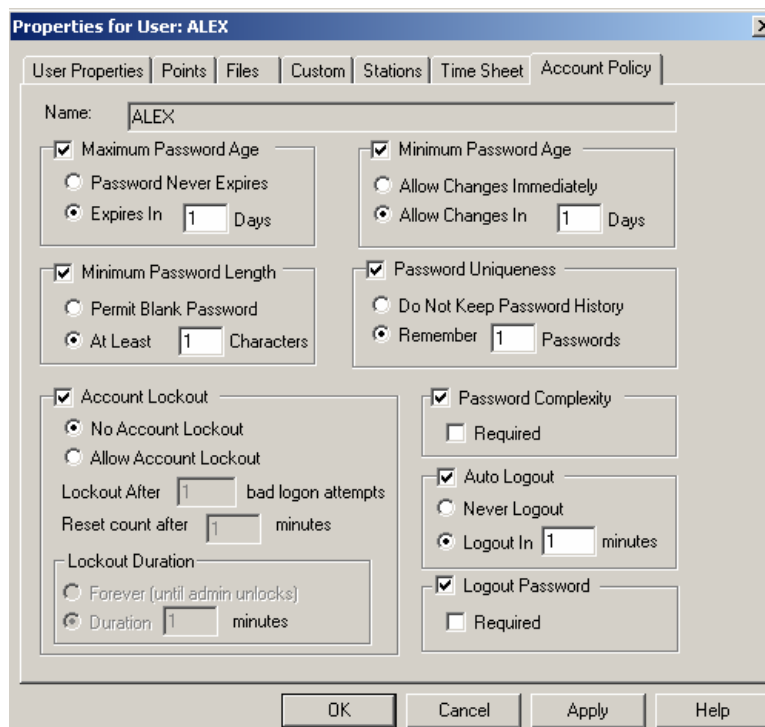 Properties for User: ALEX
User Properties Points Files Custom Stations Time Sheet Account Policy
Name: ALEX
Maximum Password Age
Password Never Expires
Expires In 1 Days
Minimum Password Age
Allow Changes Immediately
Allow Changes In 1 Days
Minimum Password Length
Permit Blank Password
At Least 1 Characters
Password Uniqueness
Do Not Keep Password History
Remember 1 Passwords
Account Lockout
No Account Lockout
Allow Account Lockout
Lockout After 1 bad logon attempts
Reset count after 1 minutes
Lockout Duration
Forever (until admin unlocks)
Duration 1 minutes
Password Complexity
Required
Auto Logout
Never Logout
Logout In 1 minutes
Logout Password
Required
OK Cancel Apply Help